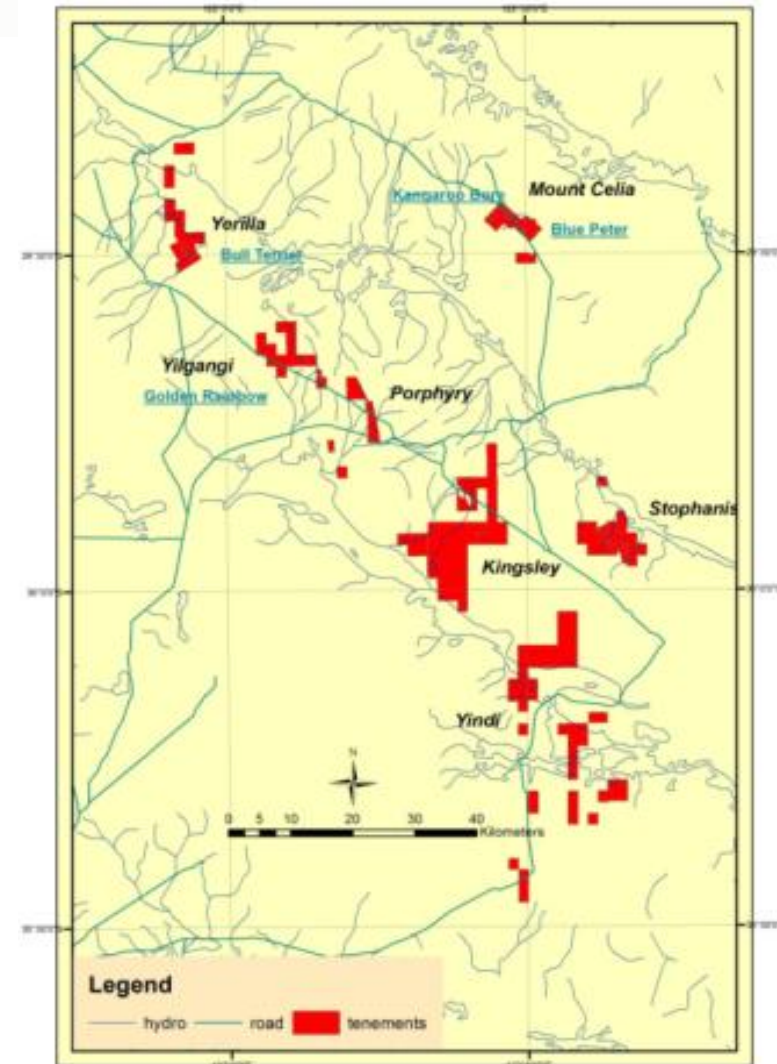 Kangaroo Bore
Mount Celia
Blue Peter
Yerilla
Bull Terrier
Yilgangi
Golden Rainbow
Porphyry
Stophanis
Kingsley
Yindi
N
0 5 10 20 30 40
Kilometers
Legend
hydro road tenements